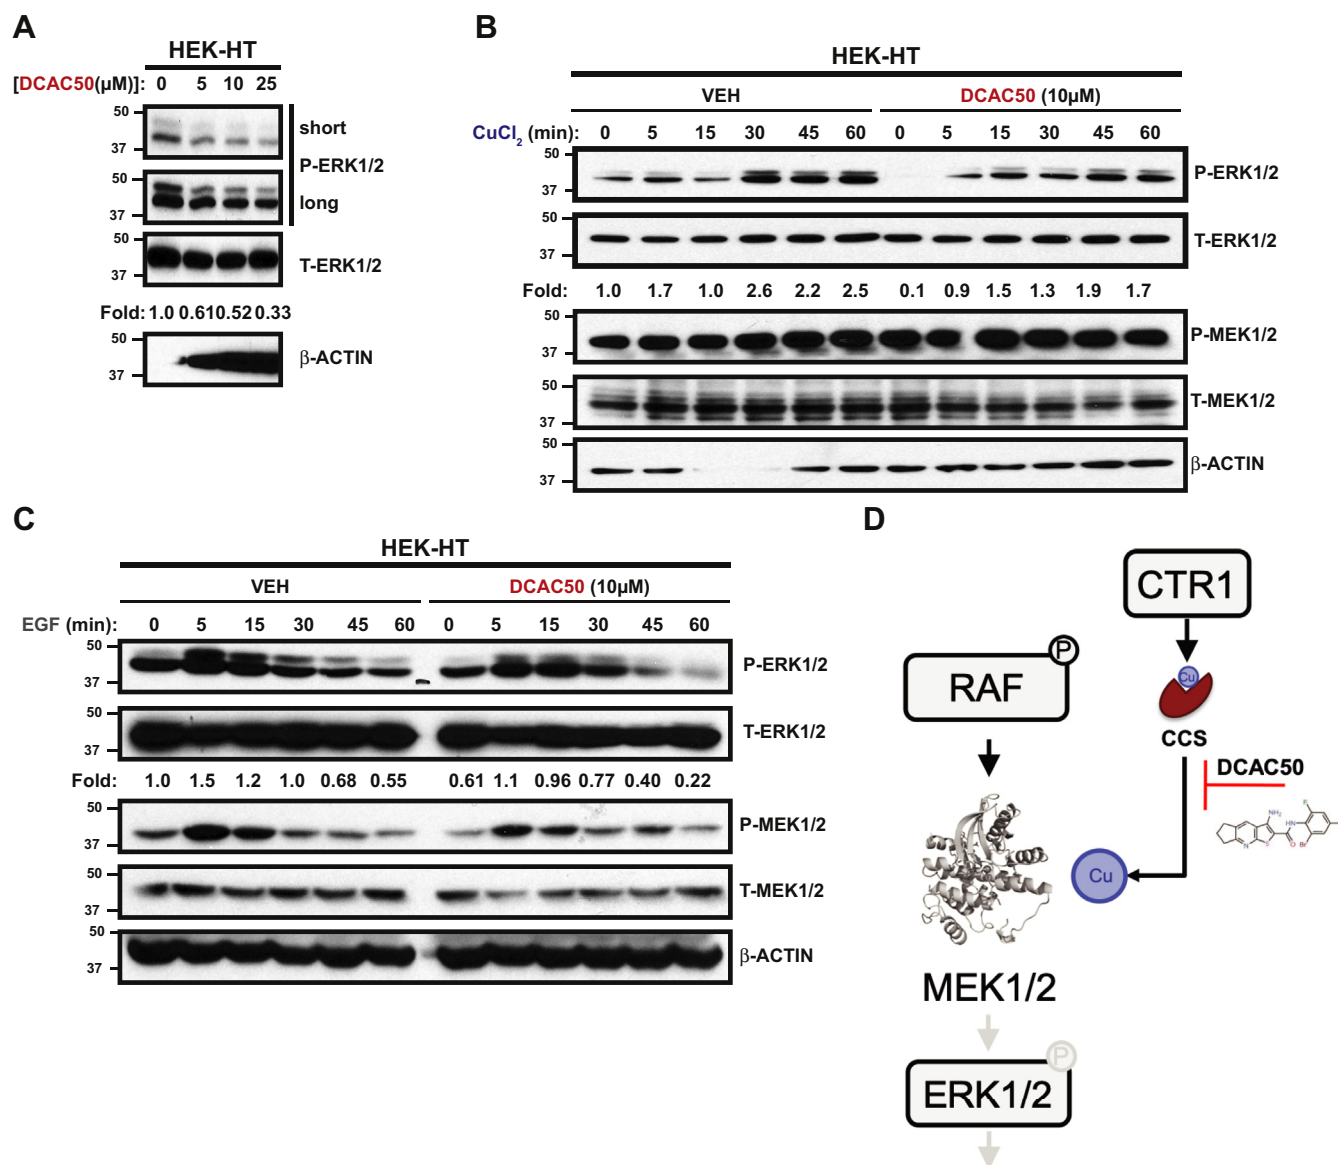 A
HEK-HT
[DCAC50(μM)]: 0 5 10 25
50
37
short
P-ERK1/2
50
37
long
50
37
T-ERK1/2
Fold: 1.0 0.61 0.52 0.33
50
37
β-ACTIN
B
HEK-HT
VEH DCAC50 (10μM)
CuCl2 (min): 0 5 15 30 45 60 0 5 15 30 45 60
50
37
P-ERK1/2
50
37
T-ERK1/2
Fold: 1.0 1.7 1.0 2.6 2.2 2.5 0.1 0.9 1.5 1.3 1.9 1.7
50
37
P-MEK1/2
50
37
T-MEK1/2
50
37
β-ACTIN
C
HEK-HT
VEH DCAC50 (10μM)
EGF (min): 0 5 15 30 45 60 0 5 15 30 45 60
50
37
P-ERK1/2
50
37
T-ERK1/2
Fold: 1.0 1.5 1.2 1.0 0.68 0.55 0.61 1.1 0.96 0.77 0.40 0.22
50
37
P-MEK1/2
50
37
T-MEK1/2
50
37
β-ACTIN
D
CTR1
P
RAF
Cu
CCS
DCAC50
F
NH2
HN
N
S
O
Br
Cu
MEK1/2
P
ERK1/2